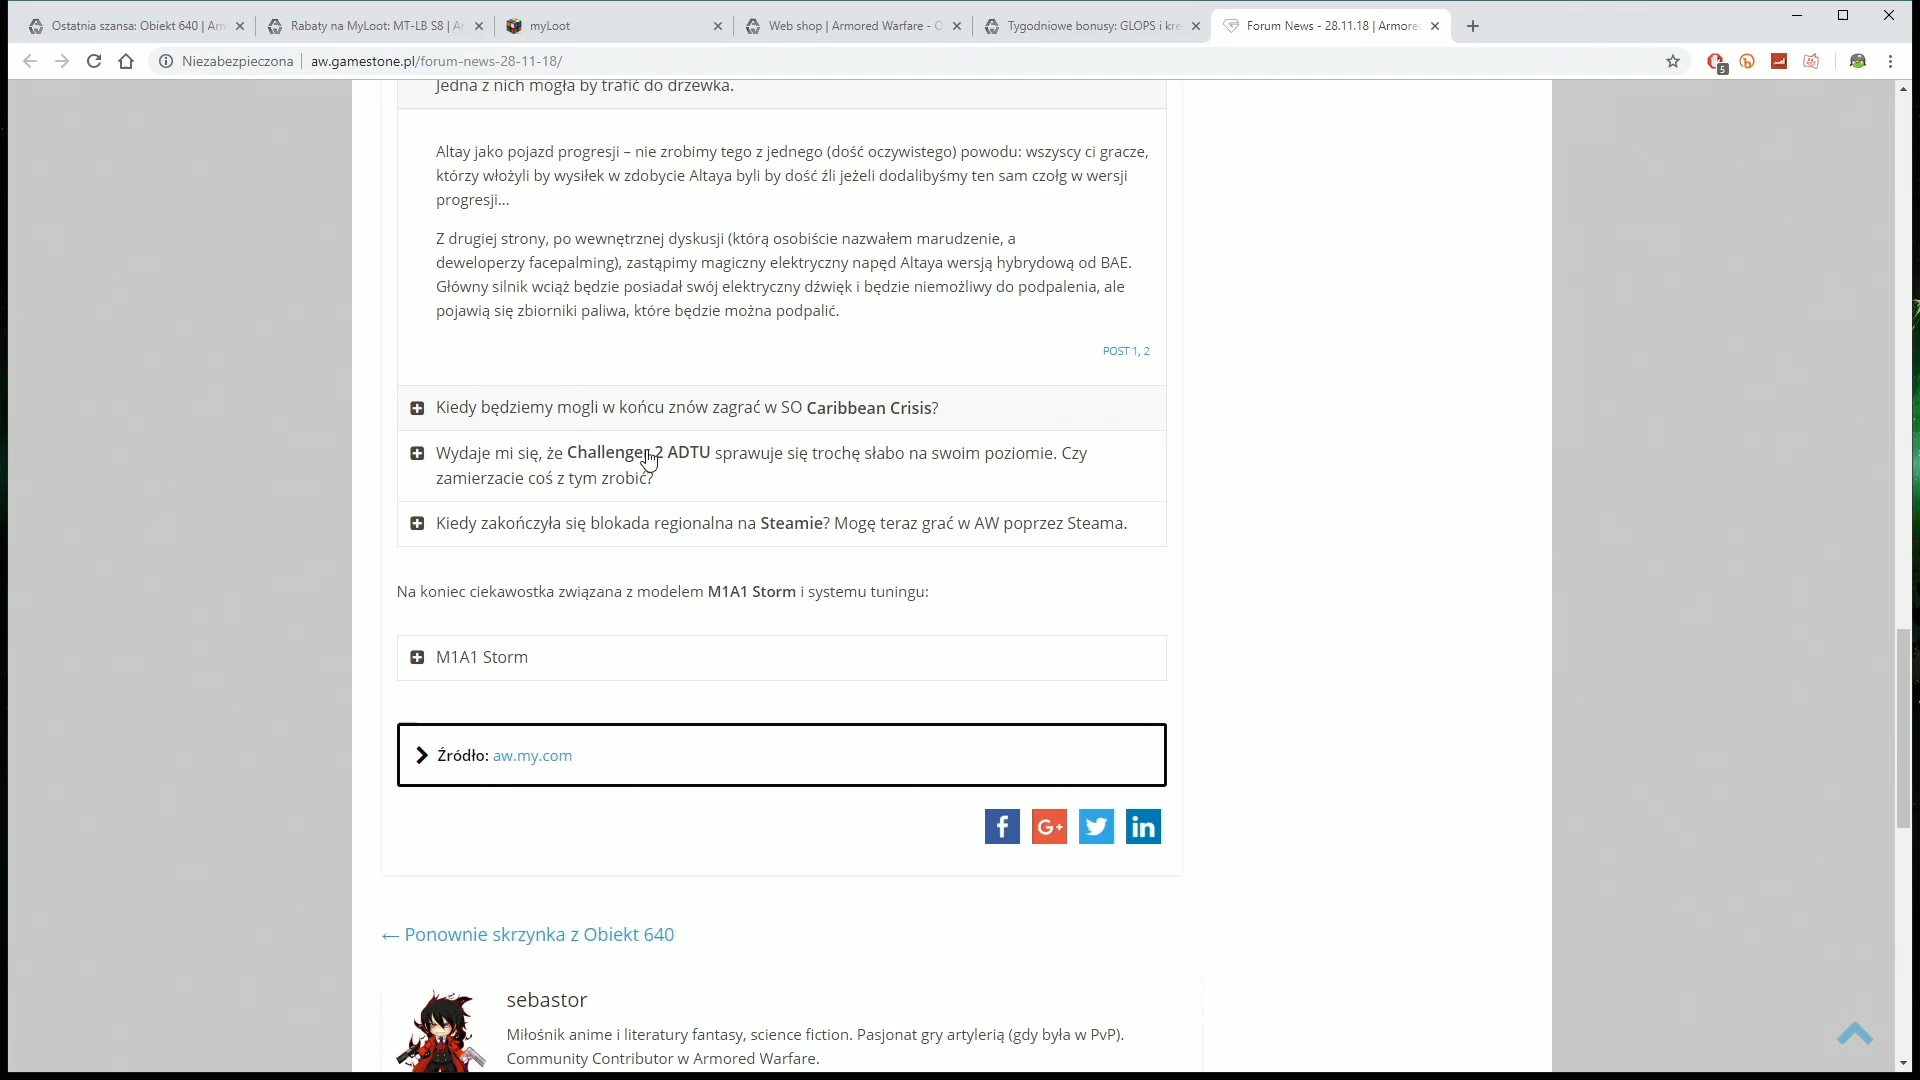 Ostatnia szansa: Obiekt 640 | Arm
Rabaty na MyLoot: MT-LB S8 | Ar
myLoot
Web shop | Armored Warfare - O
Tygodniowe bonusy: GLOPS i kre
Forum News - 28.11.18 | Armored
Niezabezpieczona
aw.gamestone.pl/forum-news-28-11-18/
5
Jedna z nich mogła by trafić do drzewka.
Altay jako pojazd progresji – nie zrobimy tego z jednego (dość oczywistego) powodu: wszyscy ci gracze,
którzy włożyli by wysiłek w zdobycie Altaya byli by dość źli jeżeli dodalibyśmy ten sam czołg w wersji
progresji…
Z drugiej strony, po wewnętrznej dyskusji (którą osobiście nazwałem marudzenie, a
deweloperzy facepalming), zastąpimy magiczny elektryczny napęd Altaya wersją hybrydową od BAE.
Główny silnik wciąż będzie posiadał swój elektryczny dźwięk i będzie niemożliwy do podpalenia, ale
pojawią się zbiorniki paliwa, które będzie można podpalić.
POST 1, 2
Kiedy będziemy mogli w końcu znów zagrać w SO Caribbean Crisis?
Wydaje mi się, że Challenger 2 ADTU sprawuje się trochę słabo na swoim poziomie. Czy
zamierzacie coś z tym zrobić?
Kiedy zakończyła się blokada regionalna na Steamie? Mogę teraz grać w AW poprzez Steama.
Na koniec ciekawostka związana z modelem M1A1 Storm i systemu tuningu:
M1A1 Storm
Źródło: aw.my.com
f G+ in
← Ponownie skrzynka z Obiekt 640
sebastor
Miłośnik anime i literatury fantasy, science fiction. Pasjonat gry artylerią (gdy była w PvP).
Community Contributor w Armored Warfare.